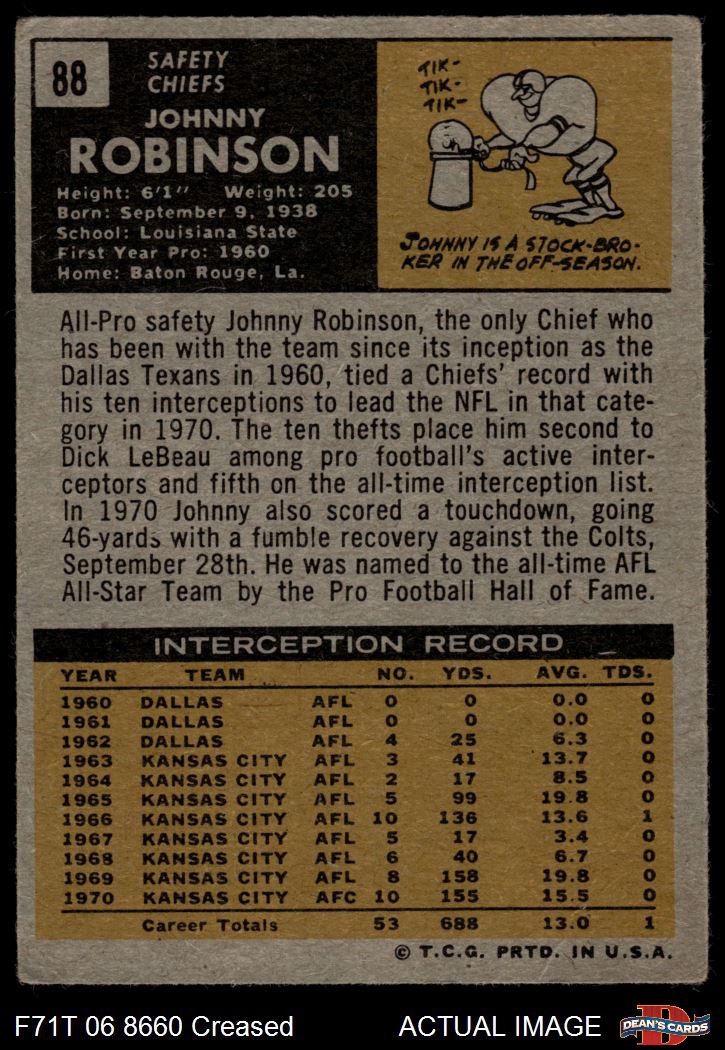 88
SAFETY
CHIEFS
JOHNNY
ROBINSON
Height: 6'1" Weight: 205
Born: September 9, 1938
School: Louisiana State
First Year Pro: 1960
Home: Baton Rouge, La.
TIK-
TIK-
TIK-
JOHNNY IS A STOCK-BRO-
KER IN THE OFF-SEASON.
All-Pro safety Johnny Robinson, the only Chief who
has been with the team since its inception as the
Dallas Texans in 1960, tied a Chiefs' record with
his ten interceptions to lead the NFL in that cate-
gory in 1970. The ten thefts place him second to
Dick LeBeau among pro football's active inter-
ceptors and fifth on the all-time interception list.
In 1970 Johnny also scored a touchdown, going
46-yards with a fumble recovery against the Colts,
September 28th. He was named to the all-time AFL
All-Star Team by the Pro Football Hall of Fame.
INTERCEPTION RECORD
YEAR TEAM NO. YDS. AVG. TDS.
1960 DALLAS AFL 0 0 0.0 0
1961 DALLAS AFL 0 0 0.0 0
1962 DALLAS AFL 4 25 6.3 0
1963 KANSAS CITY AFL 3 41 13.7 0
1964 KANSAS CITY AFL 2 17 8.5 0
1965 KANSAS CITY AFL 5 99 19.8 0
1966 KANSAS CITY AFL 10 136 13.6 1
1967 KANSAS CITY AFL 5 17 3.4 0
1968 KANSAS CITY AFL 6 40 6.7 0
1969 KANSAS CITY AFL 8 158 19.8 0
1970 KANSAS CITY AFC 10 155 15.5 0
Career Totals 53 688 13.0 1
© T.C.G. PRTD. IN U.S.A.
F71T 06 8660 Creased ACTUAL IMAGE
D
DEAN'S CARDS